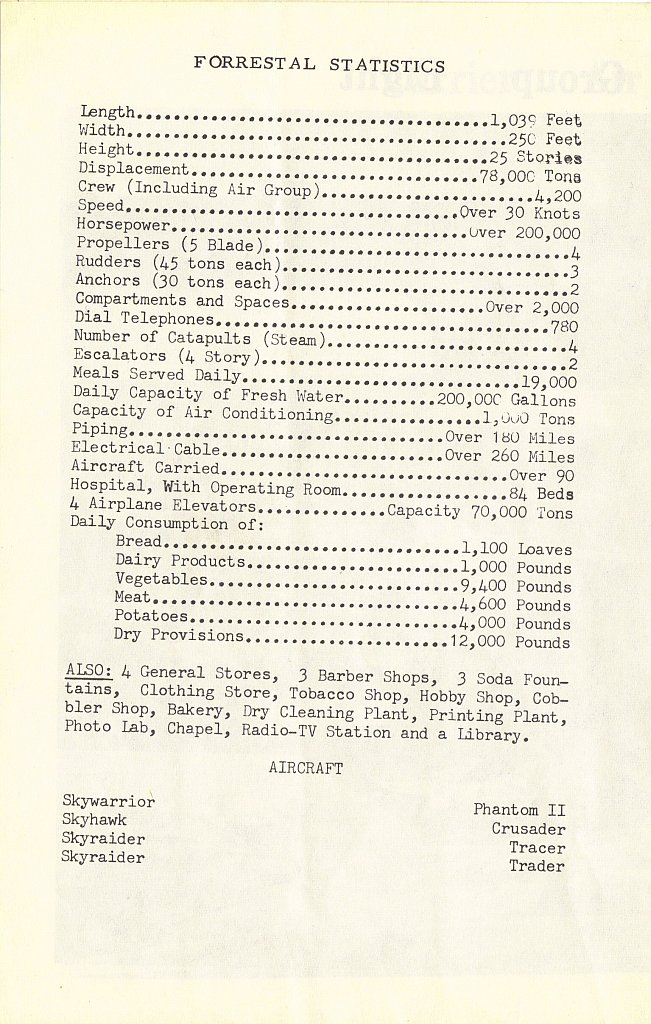 FORRESTAL STATISTICS
Length........................................1,039 Feet
Width...........................................250 Feet
Height........................................25 Stories
Displacement................................78,000 Tons
Crew (Including Air Group)........................4,200
Speed.....................................Over 30 Knots
Horsepower.................................Over 200,000
Propellers (5 Blade)..................................4
Rudders (45 tons each)................................3
Anchors (30 tons each)................................2
Compartments and Spaces......................Over 2,000
Dial Telephones.....................................780
Number of Catapults (Steam)...........................4
Escalators (4 Story)..................................2
Meals Served Daily...............................19,000
Daily Capacity of Fresh Water..........200,000 Gallons
Capacity of Air Conditioning................1,000 Tons
Piping...................................Over 180 Miles
Electrical Cable.........................Over 260 Miles
Aircraft Carried................................Over 90
Hospital, With Operating Room...................84 Beds
4 Airplane Elevators..............Capacity 70,000 Tons
Daily Consumption of:
Bread.................................1,100 Loaves
Dairy Products........................1,000 Pounds
Vegetables............................9,400 Pounds
Meat..................................4,600 Pounds
Potatoes..............................4,000 Pounds
Dry Provisions.......................12,000 Pounds
ALSO: 4 General Stores, 3 Barber Shops, 3 Soda Foun-
tains, Clothing Store, Tobacco Shop, Hobby Shop, Cob-
bler Shop, Bakery, Dry Cleaning Plant, Printing Plant,
Photo Lab, Chapel, Radio-TV Station and a Library.
AIRCRAFT
Skywarrior Phantom II
Skyhawk Crusader
Skyraider Tracer
Skyraider Trader